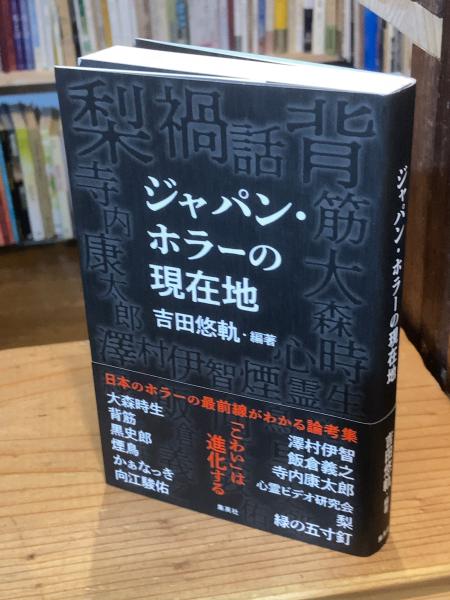 梨
禍話
背筋
寺内康太郎
大森時生
澤村伊智
煙
心霊
ジャパン・
ホラーの
現在地
吉田悠軌・編著
日本のホラーの最前線がわかる論考集
「こわい」は
進化する
大森時生
背筋
黒史郎
煙鳥
かぁなっき
向江駿佑
澤村伊智
飯倉義之
寺内康太郎
心霊ビデオ研究会
梨
緑の五寸釘
集英社
ジャパン・ホラーの現在地
吉田悠軌・編著